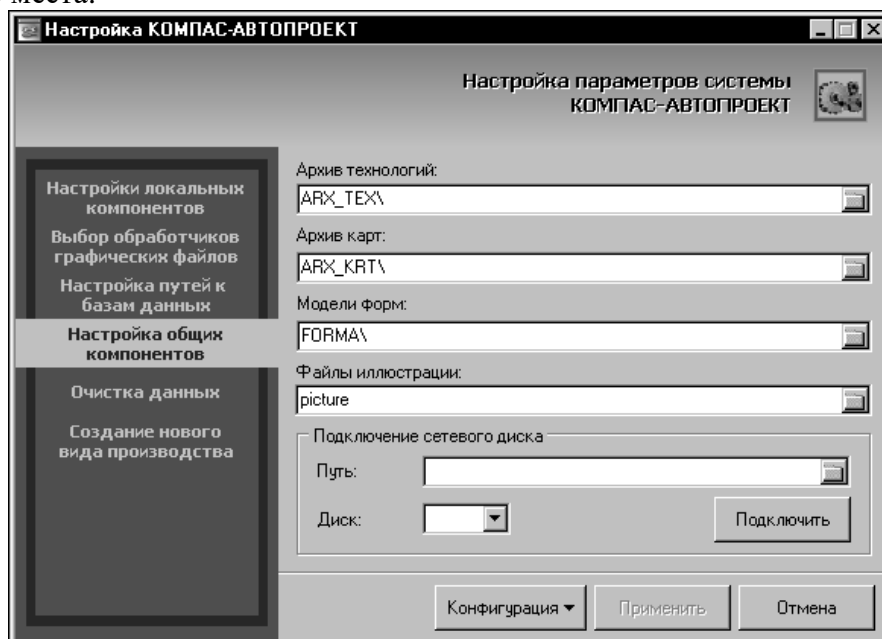 места.
Настройка КОМПАС-АВТОПРОЕКТ
Настройка параметров системы
КОМПАС-АВТОПРОЕКТ
Настройки локальных
компонентов
Выбор обработчиков
графических файлов
Настройка путей к
базам данных
Настройка общих
компонентов
Очистка данных
Создание нового
вида производства
Архив технологий:
ARX_TEX\
Архив карт:
ARX_KRT\
Модели форм:
FORMA\
Файлы иллюстрации:
picture
Подключение сетевого диска
Путь:
Диск:
Подключить
Конфигурация
Применить
Отмена